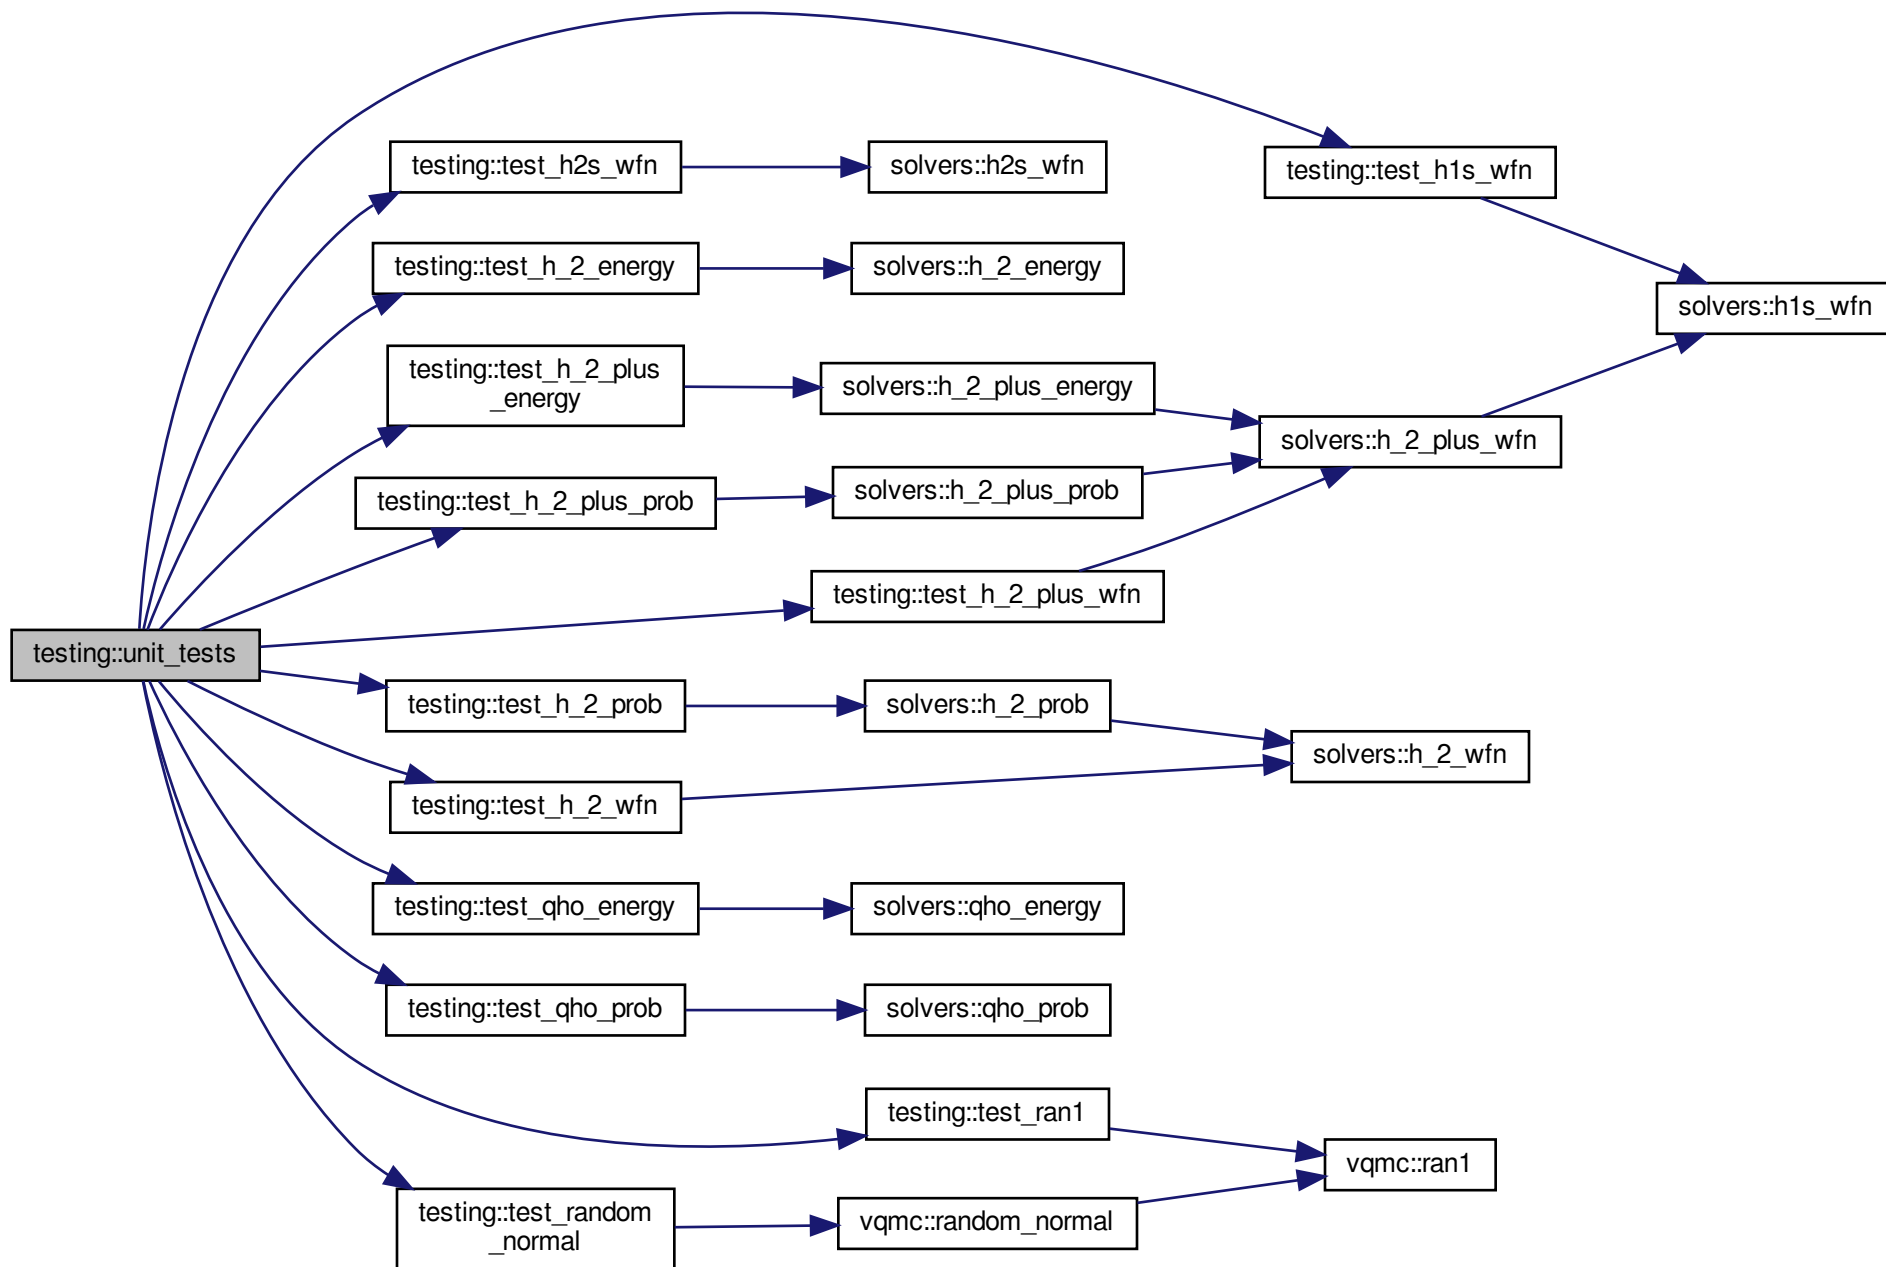 testing::test_h2s_wfn
solvers::h2s_wfn
testing::test_h1s_wfn
testing::test_h_2_energy
solvers::h_2_energy
solvers::h1s_wfn
testing::test_h_2_plus
_energy
solvers::h_2_plus_energy
solvers::h_2_plus_wfn
testing::test_h_2_plus_prob
solvers::h_2_plus_prob
testing::test_h_2_plus_wfn
testing::unit_tests
testing::test_h_2_prob
solvers::h_2_prob
solvers::h_2_wfn
testing::test_h_2_wfn
testing::test_qho_energy
solvers::qho_energy
testing::test_qho_prob
solvers::qho_prob
testing::test_ran1
vqmc::ran1
testing::test_random
_normal
vqmc::random_normal